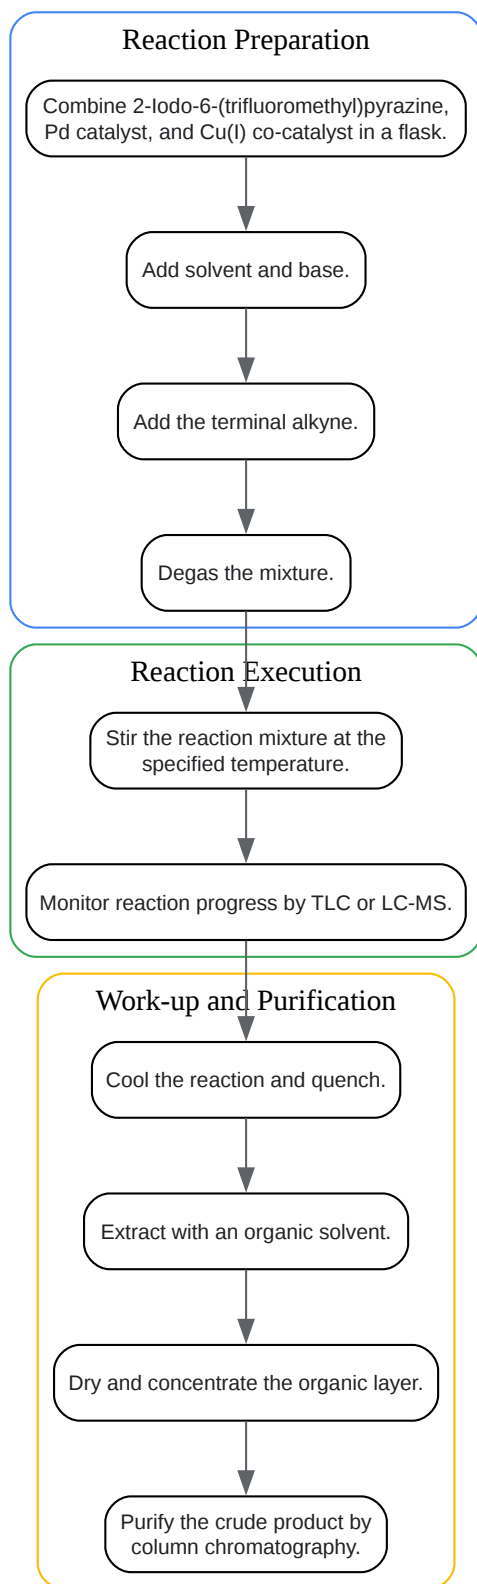 Reaction Preparation
Combine 2-Iodo-6-(trifluoromethyl)pyrazine,
Pd catalyst, and Cu(I) co-catalyst in a flask.
Add solvent and base.
Add the terminal alkyne.
Degas the mixture.
Reaction Execution
Stir the reaction mixture at the
specified temperature.
Monitor reaction progress by TLC or LC-MS.
Work-up and Purification
Cool the reaction and quench.
Extract with an organic solvent.
Dry and concentrate the organic layer.
Purify the crude product by
column chromatography.